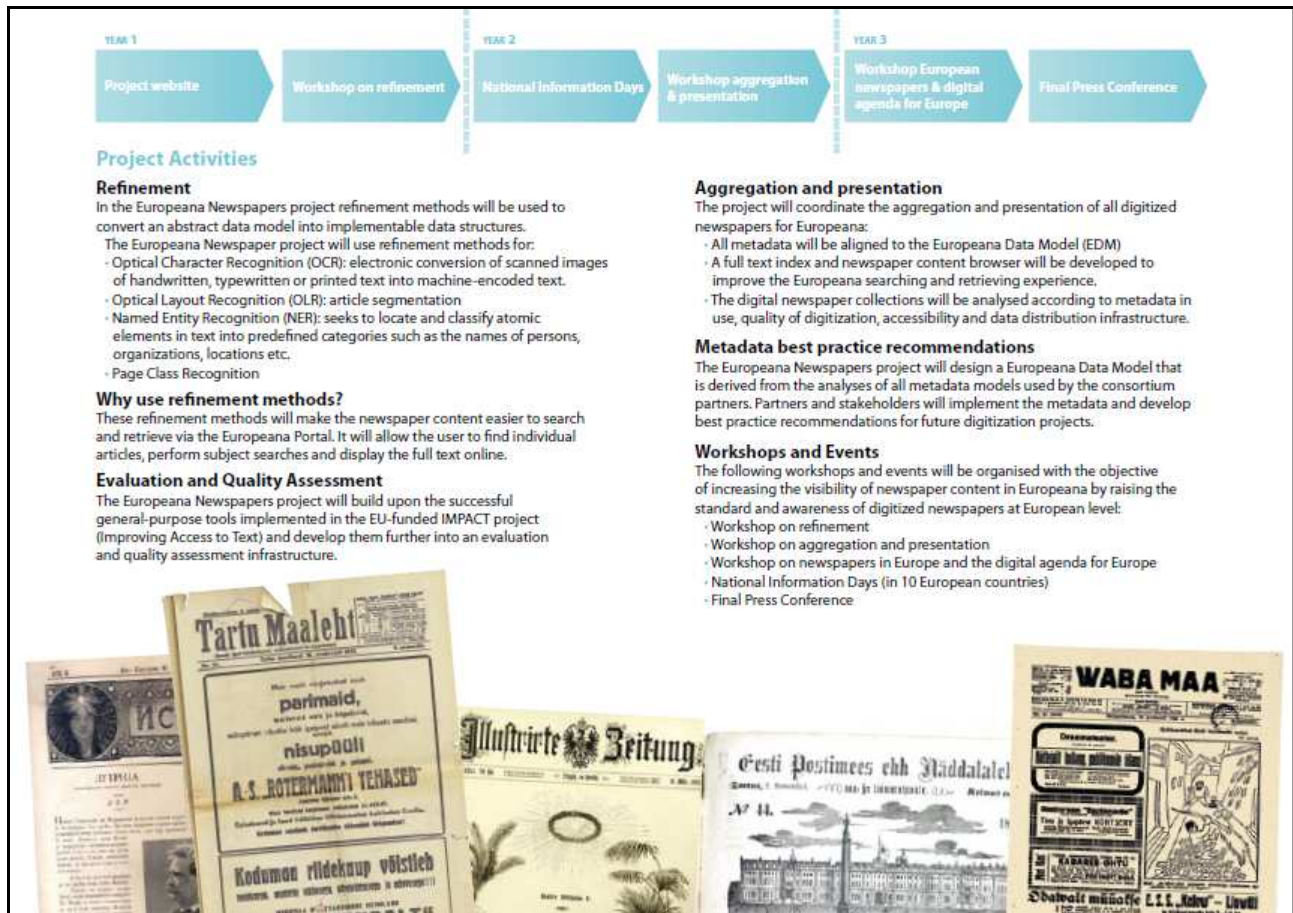 YEAR 1
Project website
Workshop on refinement
YEAR 2
National Information Days
Workshop aggregation
& presentation
YEAR 3
Workshop European
newspapers & digital
agenda for Europe
Final Press Conference
Project Activities
Refinement
In the Europeana Newspapers project refinement methods will be used to
convert an abstract data model into implementable data structures.
The Europeana Newspaper project will use refinement methods for:
· Optical Character Recognition (OCR): electronic conversion of scanned images
of handwritten, typewritten or printed text into machine-encoded text.
· Optical Layout Recognition (OLR): article segmentation
· Named Entity Recognition (NER): seeks to locate and classify atomic
elements in text into predefined categories such as the names of persons,
organizations, locations etc.
· Page Class Recognition
Why use refinement methods?
These refinement methods will make the newspaper content easier to search
and retrieve via the Europeana Portal. It will allow the user to find individual
articles, perform subject searches and display the full text online.
Evaluation and Quality Assessment
The Europeana Newspapers project will build upon the successful
general-purpose tools implemented in the EU-funded IMPACT project
(Improving Access to Text) and develop them further into an evaluation
and quality assessment infrastructure.
Aggregation and presentation
The project will coordinate the aggregation and presentation of all digitized
newspapers for Europeana:
· All metadata will be aligned to the Europeana Data Model (EDM)
· A full text index and newspaper content browser will be developed to
improve the Europeana searching and retrieving experience.
· The digital newspaper collections will be analysed according to metadata in
use, quality of digitization, accessibility and data distribution infrastructure.
Metadata best practice recommendations
The Europeana Newspapers project will design a Europeana Data Model that
is derived from the analyses of all metadata models used by the consortium
partners. Partners and stakeholders will implement the metadata and develop
best practice recommendations for future digitization projects.
Workshops and Events
The following workshops and events will be organised with the objective
of increasing the visibility of newspaper content in Europeana by raising the
standard and awareness of digitized newspapers at European level:
· Workshop on refinement
· Workshop on aggregation and presentation
· Workshop on newspapers in Europe and the digital agenda for Europe
· National Information Days (in 10 European countries)
· Final Press Conference
Tartu Maaleht
parimaid,
nisupüüli
A. S. „ROTERMANN'I TEHASED"
Koduman riidekaup võistleb
Illustrirte Zeitung
Eesti Postimees ehk Näddalaleh
No 44.
WABA MAA